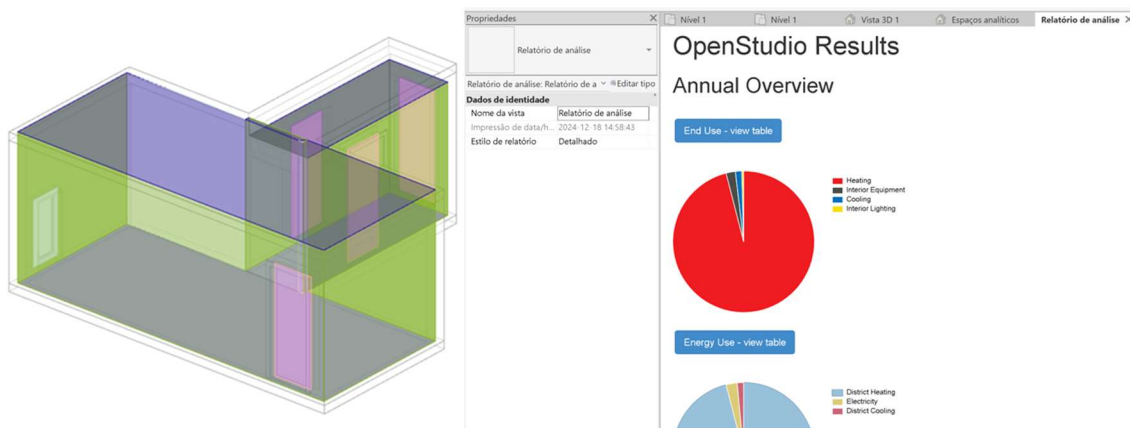 Propriedades
Relatório de análise
Relatório de análise: Relatório de a
Editar tipo
Dados de identidade
Nome da vista Relatório de análise
Impressão de data/h... 2024-12-18 14:58:43
Estilo de relatório Detalhado
Nível 1 Nível 1 Vista 3D 1 Espaços analíticos Relatório de análise
OpenStudio Results
Annual Overview
End Use - view table
Heating
Interior Equipment
Cooling
Interior Lighting
Energy Use - view table
District Heating
Electricity
District Cooling